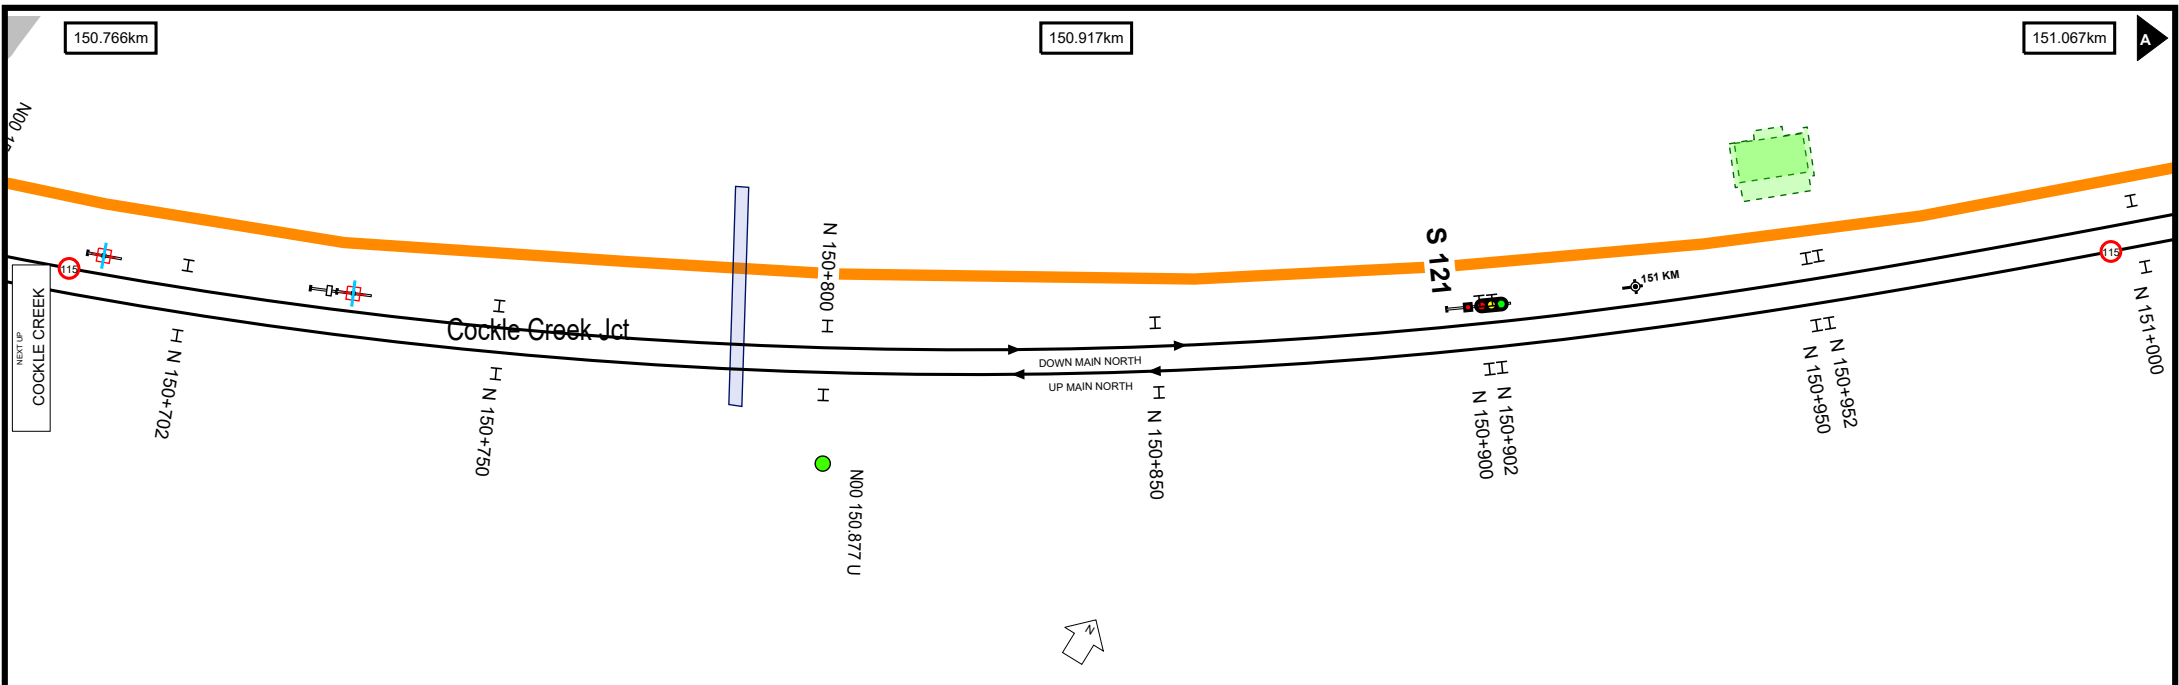 150.766km
150.917km
151.067km
A
N00
115
NEXT UP
COCKLE CREEK
N 150+702
Cockle Creek Jct
N 150+750
N 150+800
N00 150.877 U
DOWN MAIN NORTH
UP MAIN NORTH
N 150+850
S 121
N 150+900
N 150+902
151 KM
N 150+950
N 150+952
115
N 151+000
N